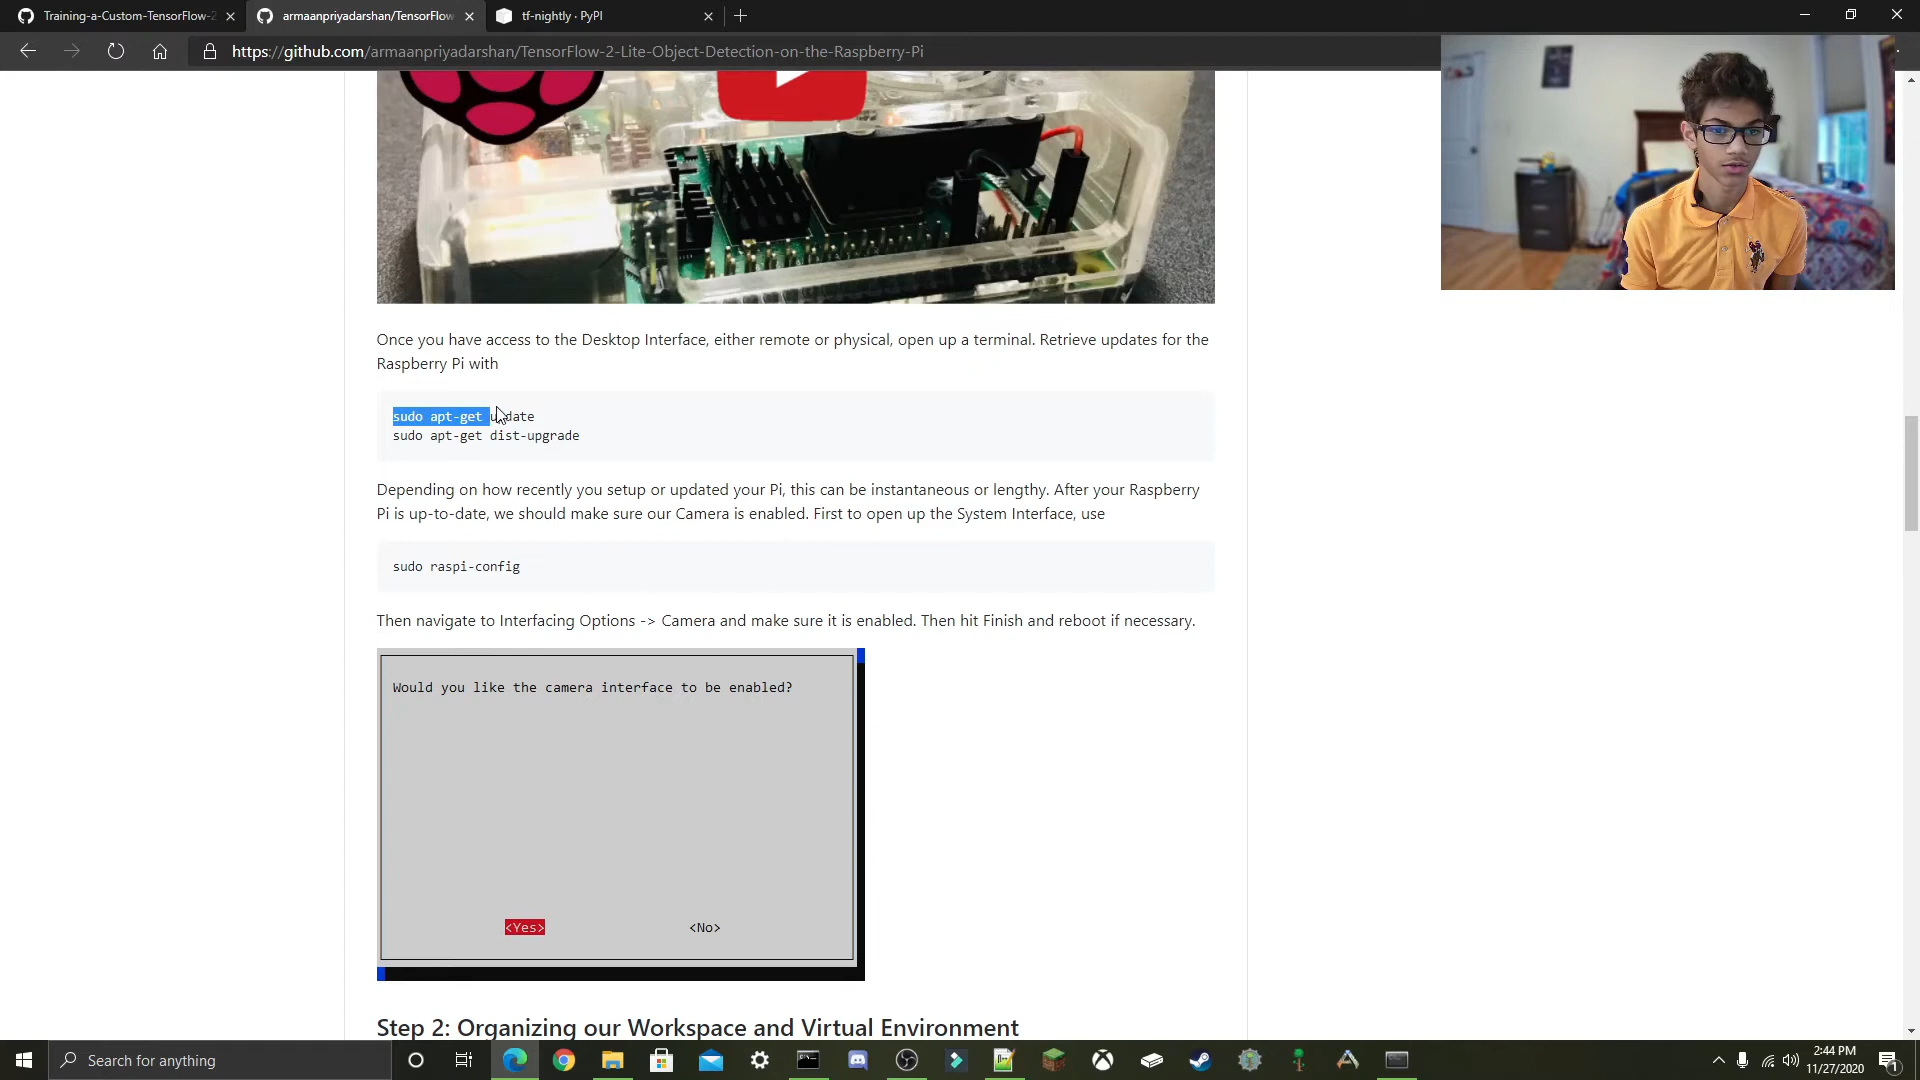 Training-a-Custom-TensorFlow-2
armaanpriyadarshan/TensorFlow
tf-nightly · PyPI
https://github.com/armaanpriyadarshan/TensorFlow-2-Lite-Object-Detection-on-the-Raspberry-Pi
Once you have access to the Desktop Interface, either remote or physical, open up a terminal. Retrieve updates for the
Raspberry Pi with
sudo apt-get update
sudo apt-get dist-upgrade
Depending on how recently you setup or updated your Pi, this can be instantaneous or lengthy. After your Raspberry
Pi is up-to-date, we should make sure our Camera is enabled. First to open up the System Interface, use
sudo raspi-config
Then navigate to Interfacing Options -> Camera and make sure it is enabled. Then hit Finish and reboot if necessary.
Would you like the camera interface to be enabled?
<Yes> <No>
Step 2: Organizing our Workspace and Virtual Environment
Search for anything
2:44 PM
11/27/2020
1